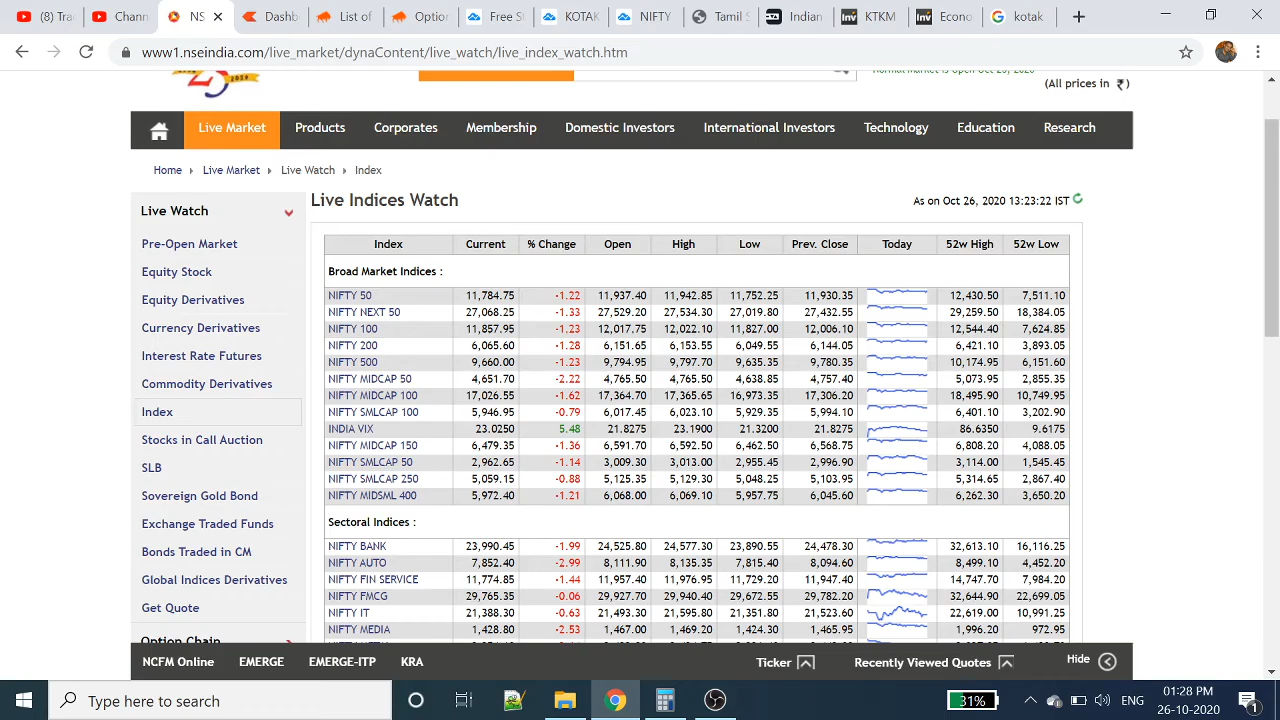 (1) Tra
Chann
NS
Dashb
List of
Option
Free S
KOTAK
NIFTY
Tamil S
Indian
KTKM
Econo
kotak
www1.nseindia.com/live_market/dynaContent/live_watch/live_index_watch.htm
2020
Normal Market is Open Oct 26, 2020
(All prices in ₹)
Live Market Products Corporates Membership Domestic Investors International Investors Technology Education Research
Home Live Market Live Watch Index
Live Watch
Pre-Open Market
Equity Stock
Equity Derivatives
Currency Derivatives
Interest Rate Futures
Commodity Derivatives
Index
Stocks in Call Auction
SLB
Sovereign Gold Bond
Exchange Traded Funds
Bonds Traded in CM
Global Indices Derivatives
Get Quote
Option Chain
Live Indices Watch
As on Oct 26, 2020 13:23:22 IST
Index Current % Change Open High Low Prev. Close Today 52w High 52w Low
Broad Market Indices :
NIFTY 50 11,784.75 -1.22 11,937.40 11,942.85 11,752.25 11,930.35 12,430.50 7,511.10
NIFTY NEXT 50 27,068.25 -1.33 27,529.20 27,534.30 27,019.80 27,432.55 29,259.50 18,384.05
NIFTY 100 11,857.95 -1.23 12,017.75 12,022.10 11,827.00 12,006.10 12,544.40 7,624.85
NIFTY 200 6,065.60 -1.28 6,151.65 6,153.55 6,049.55 6,144.05 6,421.10 3,893.05
NIFTY 500 9,660.00 -1.23 9,794.95 9,797.70 9,635.35 9,780.35 10,174.95 6,151.60
NIFTY MIDCAP 50 4,651.70 -2.22 4,765.50 4,765.50 4,638.85 4,757.40 5,073.95 2,855.35
NIFTY MIDCAP 100 17,026.55 -1.62 17,364.70 17,365.65 16,973.35 17,306.20 18,495.90 10,749.95
NIFTY SMLCAP 100 5,946.95 -0.79 6,017.45 6,023.10 5,929.35 5,994.10 6,401.10 3,202.90
INDIA VIX 23.0250 5.48 21.8275 23.1900 21.3200 21.8275 86.6350 9.6175
NIFTY MIDCAP 150 6,479.35 -1.36 6,591.70 6,592.50 6,462.50 6,568.75 6,808.20 4,088.05
NIFTY SMLCAP 50 2,962.65 -1.14 3,009.30 3,013.00 2,955.45 2,996.90 3,114.00 1,545.45
NIFTY SMLCAP 250 5,059.15 -0.88 5,125.35 5,129.30 5,048.25 5,103.95 5,314.65 2,867.40
NIFTY MIDSML 400 5,972.40 -1.21 6,068.00 6,069.10 5,957.75 6,045.60 6,262.30 3,650.20
Sectoral Indices :
NIFTY BANK 23,990.45 -1.99 24,525.80 24,577.30 23,890.55 24,478.30 32,613.10 16,116.25
NIFTY AUTO 7,852.40 -2.99 8,111.90 8,135.35 7,815.40 8,094.60 8,499.10 4,452.20
NIFTY FIN SERVICE 11,774.85 -1.44 11,957.40 11,976.95 11,729.20 11,947.40 14,747.70 7,984.20
NIFTY FMCG 29,765.35 -0.06 29,927.70 29,940.40 29,672.55 29,782.20 32,644.90 22,699.05
NIFTY IT 21,388.30 -0.63 21,493.30 21,595.80 21,351.80 21,523.60 22,619.00 10,991.25
NIFTY MEDIA 1,428.80 -2.53 1,467.00 1,469.20 1,424.30 1,465.95 1,996.20 972.95
NCFM Online EMERGE EMERGE-ITP KRA Ticker Recently Viewed Quotes Hide
Type here to search
31%
ENG
01:28 PM
26-10-2020
1